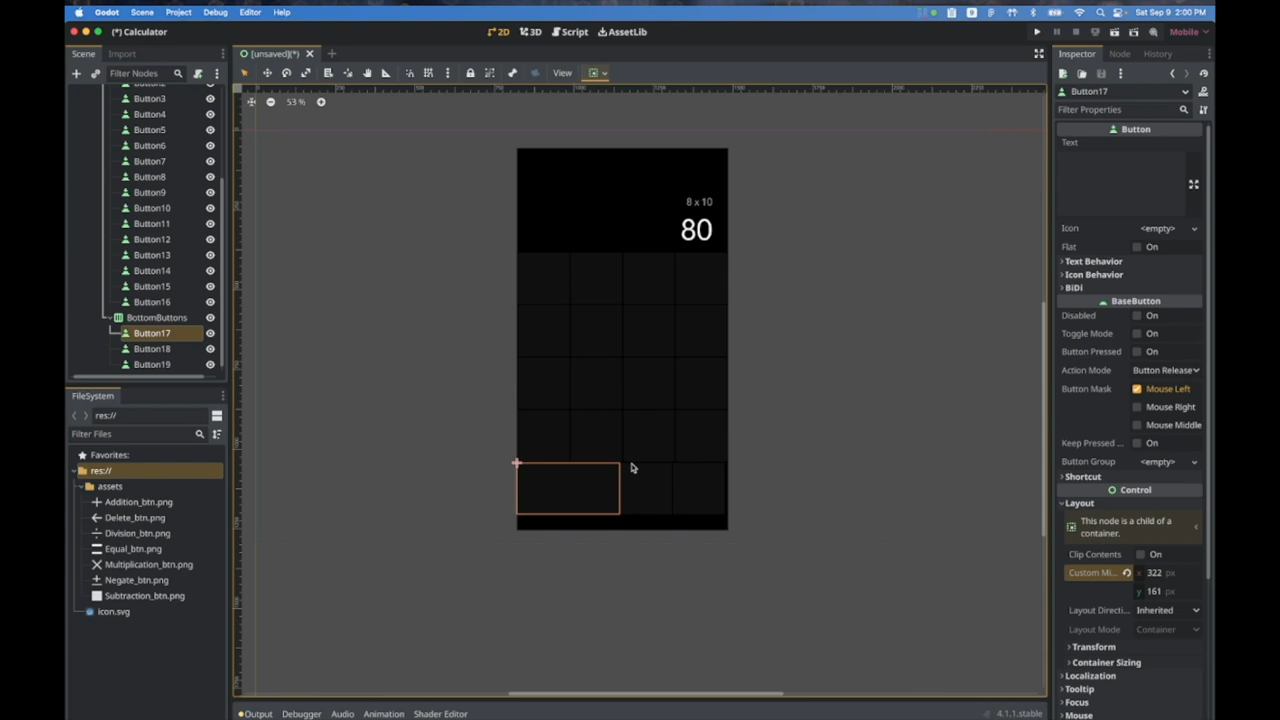 Godot Scene Project Debug Editor Help
9
Sat Sep 9 2:00 PM
(*) Calculator
2D 3D Script AssetLib
Mobile
Scene Import
[unsaved](*)
Inspector Node History
Filter Nodes
View
Button2
Button3
Button4
Button5
Button6
Button7
Button8
Button9
Button10
Button11
Button12
Button13
Button14
Button15
Button16
BottomButtons
Button17
Button18
Button19
FileSystem
res://
Filter Files
Favorites:
res://
assets
Addition_btn.png
Delete_btn.png
Division_btn.png
Equal_btn.png
Multiplication_btn.png
Negate_btn.png
Subtraction_btn.png
icon.svg
53 %
8 x 10
80
Output Debugger Audio Animation Shader Editor
4.1.1.stable
Button17
Filter Properties
Button
Text
Icon <empty>
Flat On
Text Behavior
Icon Behavior
BiDi
BaseButton
Disabled On
Toggle Mode On
Button Pressed On
Action Mode Button Release
Button Mask Mouse Left
Mouse Right
Mouse Middle
Keep Pressed ... On
Button Group <empty>
Shortcut
Control
Layout
This node is a child of a
container.
Clip Contents On
Custom Mi... x 322 px
y 161 px
Layout Directi... Inherited
Layout Mode Container
Transform
Container Sizing
Localization
Tooltip
Focus
Mouse